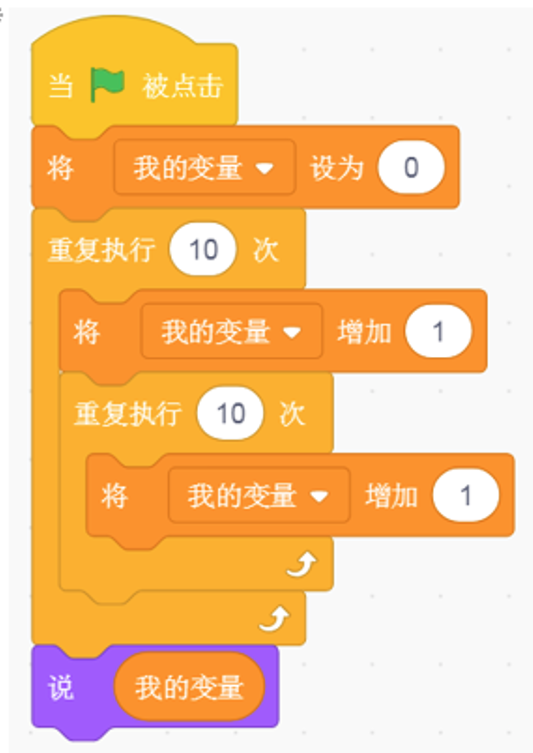 当 被点击
将 我的变量 设为 0
重复执行 10 次
将 我的变量 增加 1
重复执行 10 次
将 我的变量 增加 1
说 我的变量